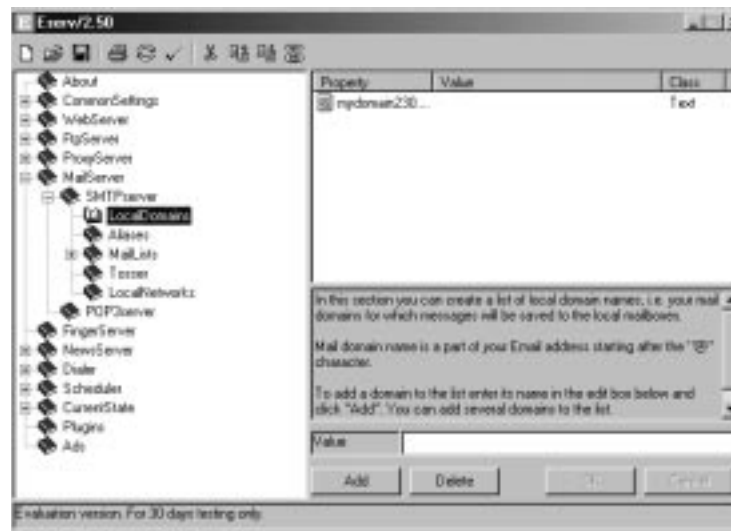 Eserv/2.50
About
CommonSettings
WebServer
FtpServer
ProxyServer
MailServer
SMTPserver
LocalDomains
Aliases
MailLists
Tosser
LocalNetworks
POP3server
FingerServer
NewsServer
Dialer
Scheduler
CurrentState
Plugins
Ads
Property Value Class
mydomain230... Text
In this section you can create a list of local domain names, i.e. your mail
domains for which messages will be saved to the local mailboxes.
Mail domain name is a part of your Email address starting after the "@"
character.
To add a domain to the list enter its name in the edit box below and
click "Add". You can add several domains to the list.
Value
Add Delete Cancel
Evaluation version. For 30 days testing only.